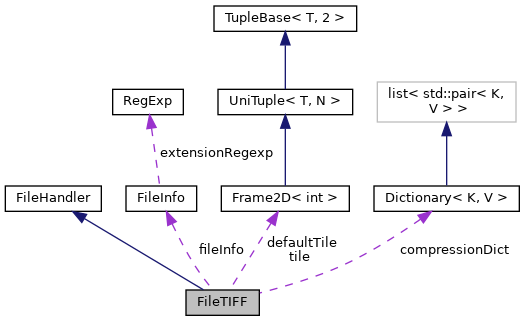 TupleBase< T, 2 >
RegExp
UniTuple< T, N >
list< std::pair< K,
V > >
extensionRegexp
FileHandler
FileInfo
Frame2D< int >
Dictionary< K, V >
fileInfo
defaultTile
tile
compressionDict
FileTIFF